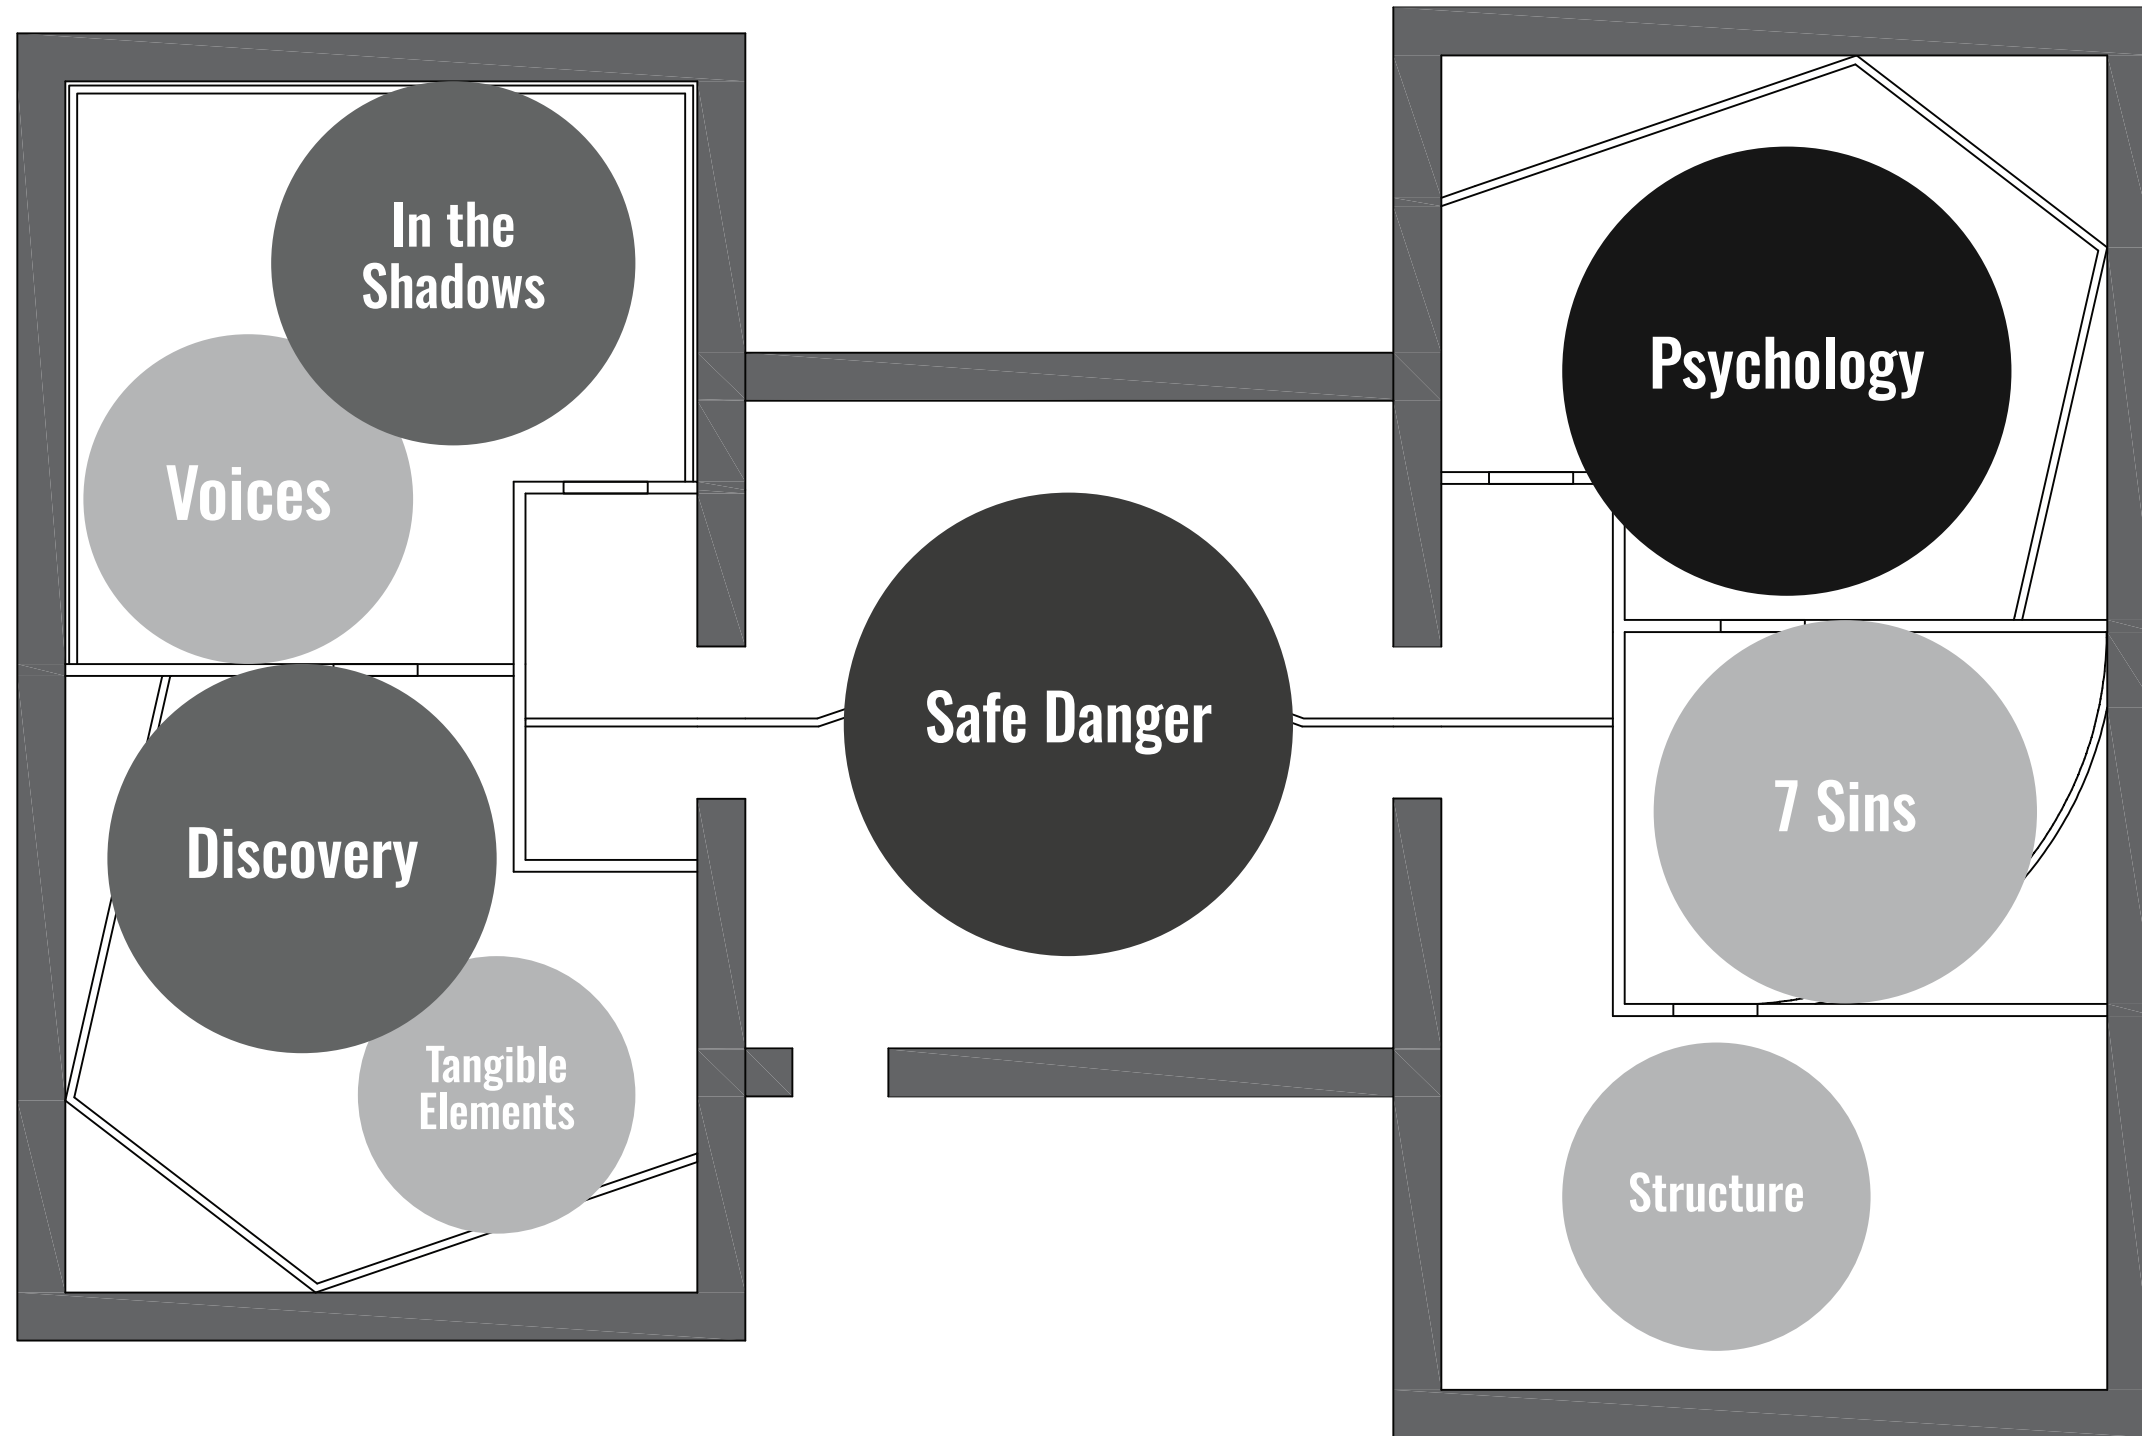 In the
Shadows
Voices
Discovery
Tangible
Elements
Safe Danger
Psychology
7 Sins
Structure